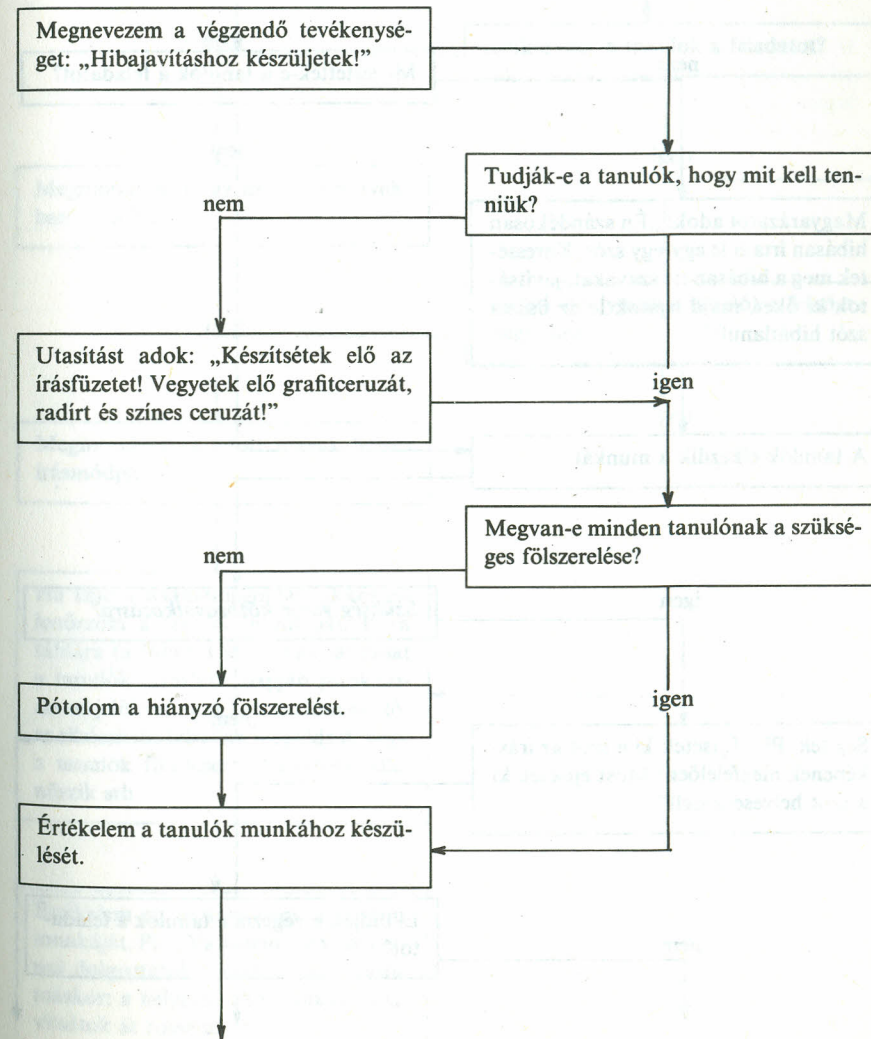 Megnevezem a végzendő tevékenysé-
get: „Hibajavításhoz készüljetek!”
Tudják-e a tanulók, hogy mit kell ten-
niük?
nem
Utasítást adok: „Készítsétek elő az
írásfüzetet! Vegyetek elő grafitceruzát,
radírt és színes ceruzát!”
igen
Megvan-e minden tanulónak a szüksé-
ges fölszerelése?
nem
Pótolom a hiányzó fölszerelést.
igen
Értékelem a tanulók munkához készü-
lését.